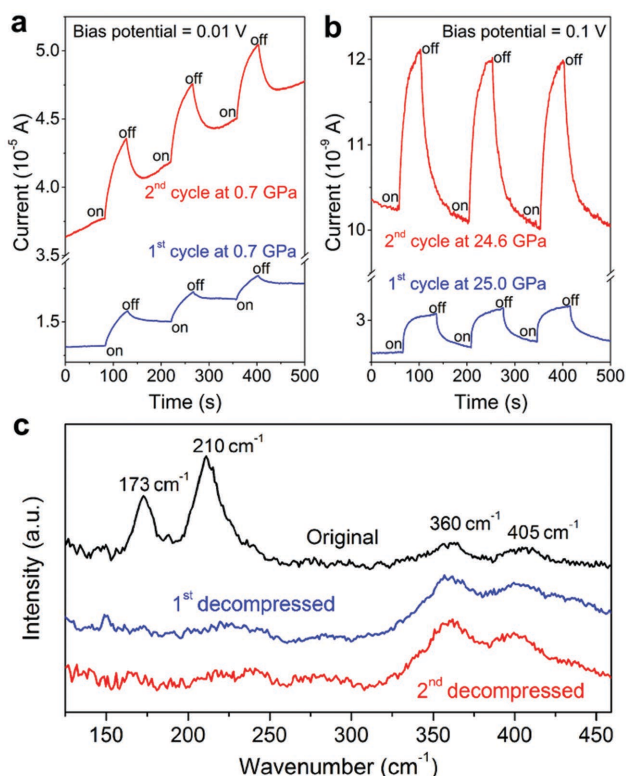 a
Bias potential = 0.01 V
Current (10⁻⁵ A)
5.0
4.5
4.0
3.5
1.5
on
off
on
off
on
off
2ⁿᵈ cycle at 0.7 GPa
1ˢᵗ cycle at 0.7 GPa
on
off
on
off
on
off
0 100 200 300 400 500
Time (s)
b
Bias potential = 0.1 V
Current (10⁻⁹ A)
12
11
10
3
on
off
on
off
on
off
2ⁿᵈ cycle at 24.6 GPa
1ˢᵗ cycle at 25.0 GPa
on
off
on
off
on
off
0 100 200 300 400 500
Time (s)
c
Intensity (a.u.)
173 cm⁻¹
210 cm⁻¹
Original
360 cm⁻¹
405 cm⁻¹
1ˢᵗ decompressed
2ⁿᵈ decompressed
150 200 250 300 350 400 450
Wavenumber (cm⁻¹)